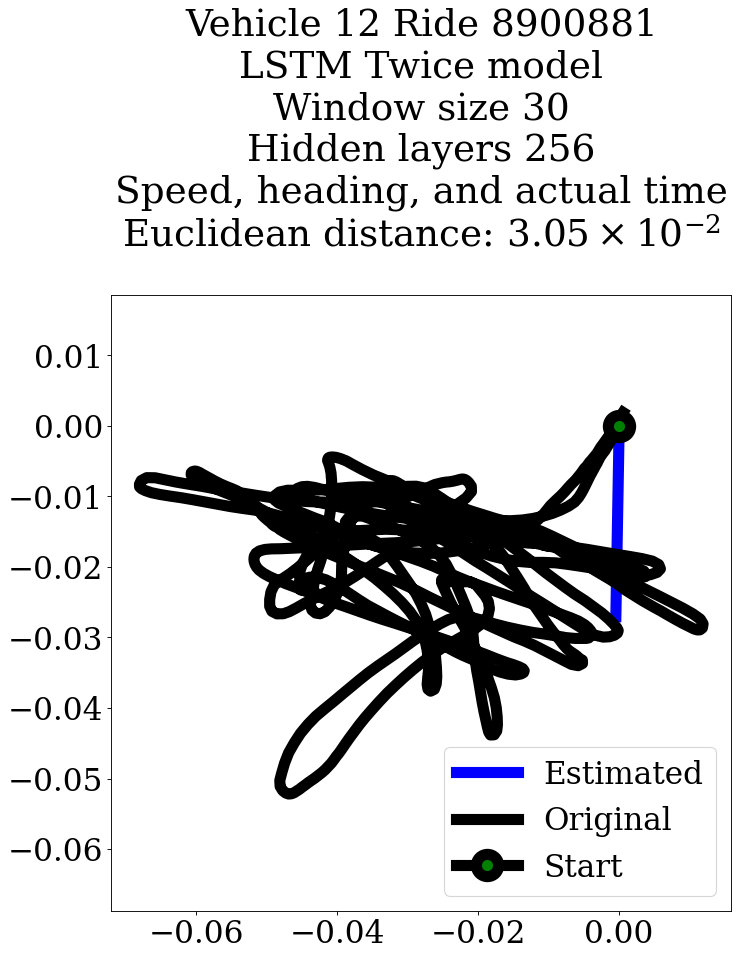 Vehicle 12 Ride 8900881
LSTM Twice model
Window size 30
Hidden layers 256
Speed, heading, and actual time
Euclidean distance: 3.05 × 10⁻²
0.01
0.00
−0.01
−0.02
−0.03
−0.04
−0.05
−0.06
Estimated
Original
Start
−0.06 −0.04 −0.02 0.00